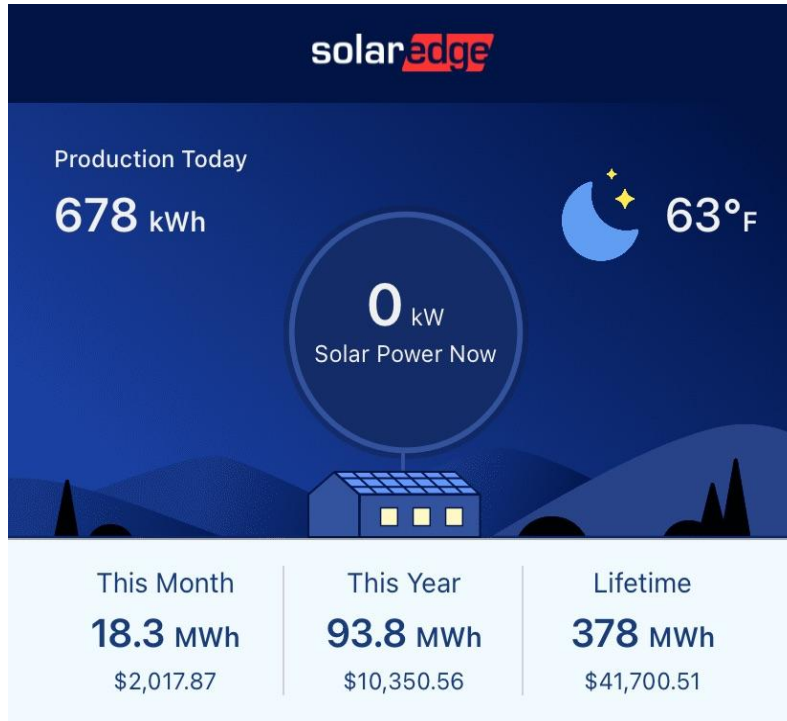 solaredge
Production Today
678 kWh
63°F
0 kW
Solar Power Now
This Month
18.3 MWh
$2,017.87
This Year
93.8 MWh
$10,350.56
Lifetime
378 MWh
$41,700.51